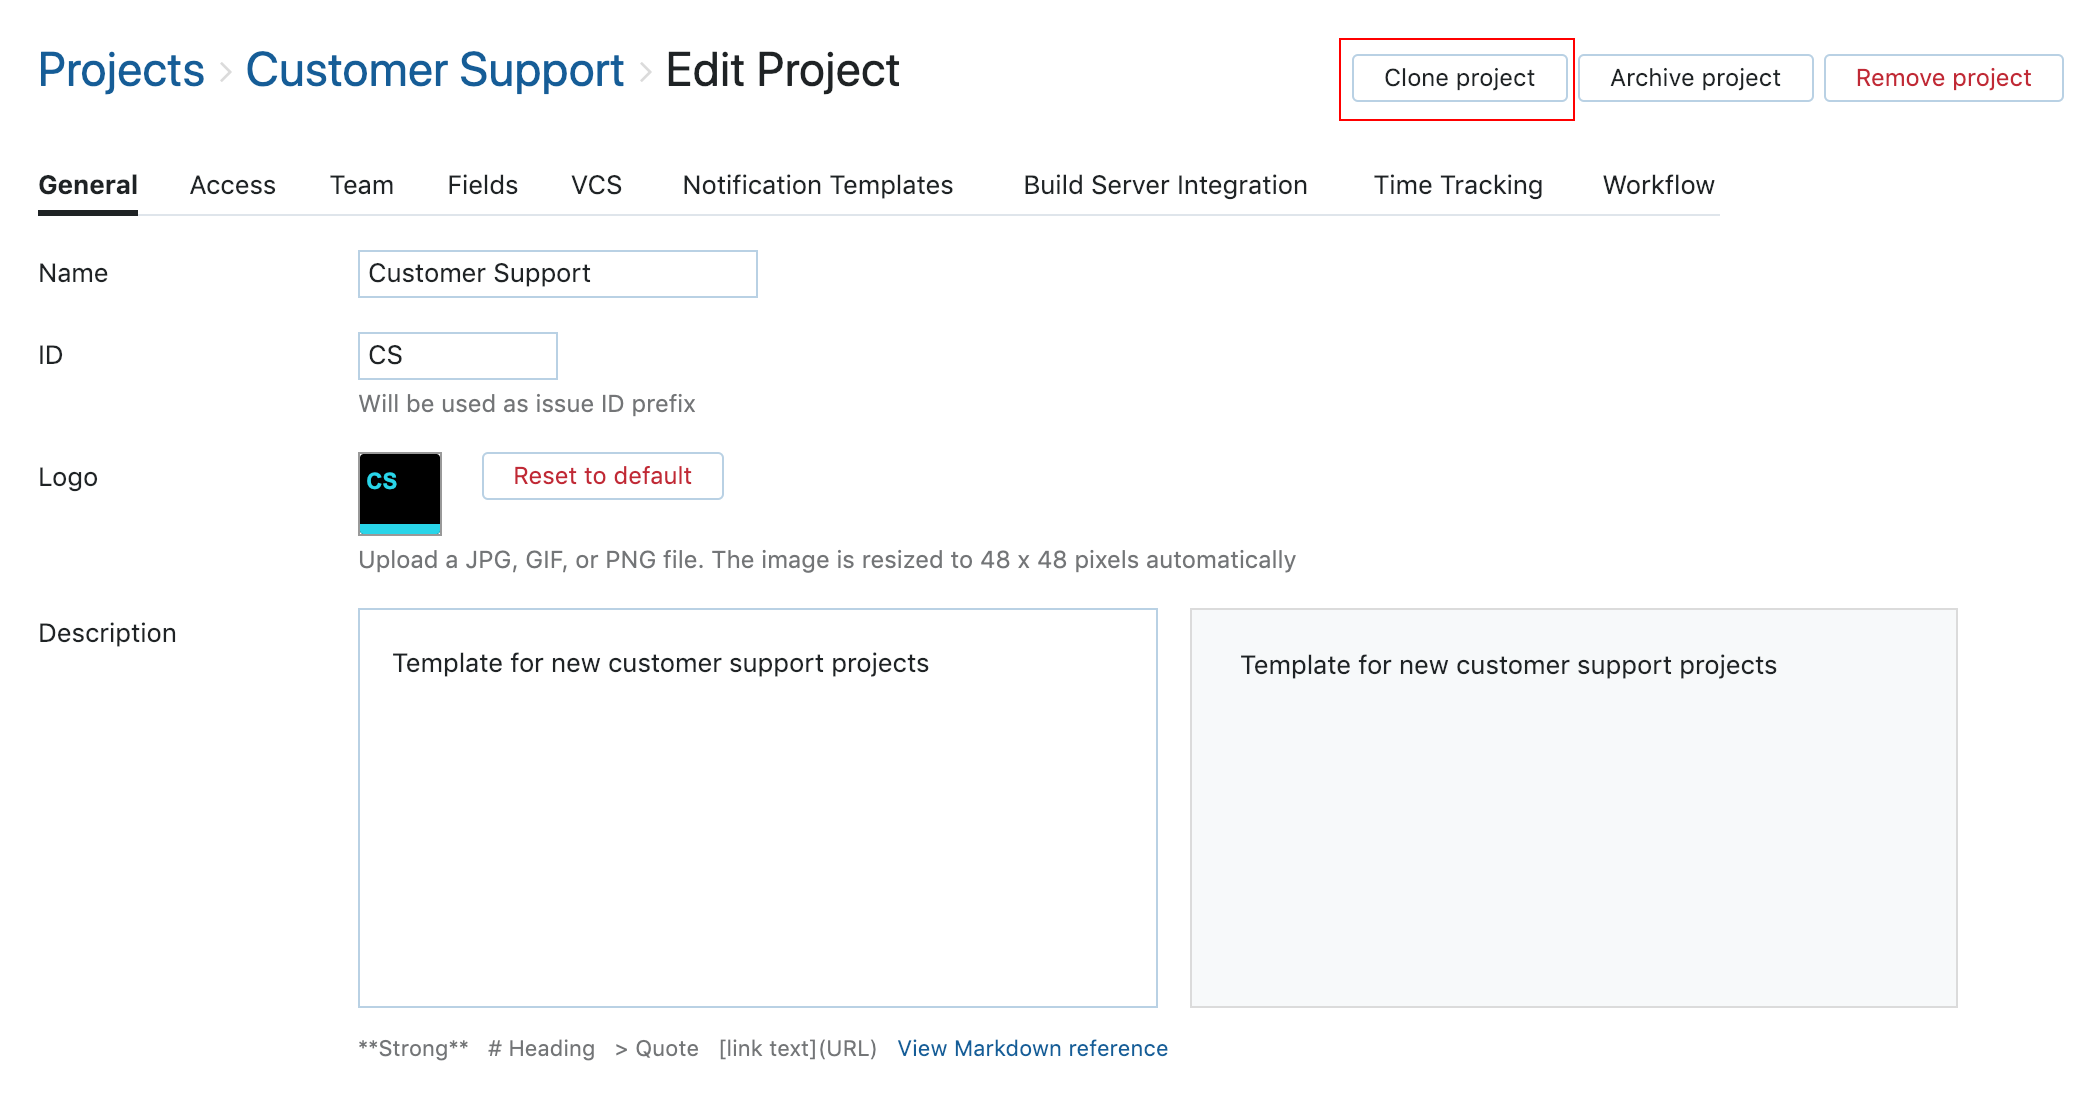 Projects › Customer Support › Edit Project
Clone project
Archive project
Remove project
General Access Team Fields VCS Notification Templates Build Server Integration Time Tracking Workflow
Name
Customer Support
ID
CS
Will be used as issue ID prefix
Logo
CS
Reset to default
Upload a JPG, GIF, or PNG file. The image is resized to 48 x 48 pixels automatically
Description
Template for new customer support projects
Template for new customer support projects
**Strong** # Heading > Quote [link text](URL) View Markdown reference